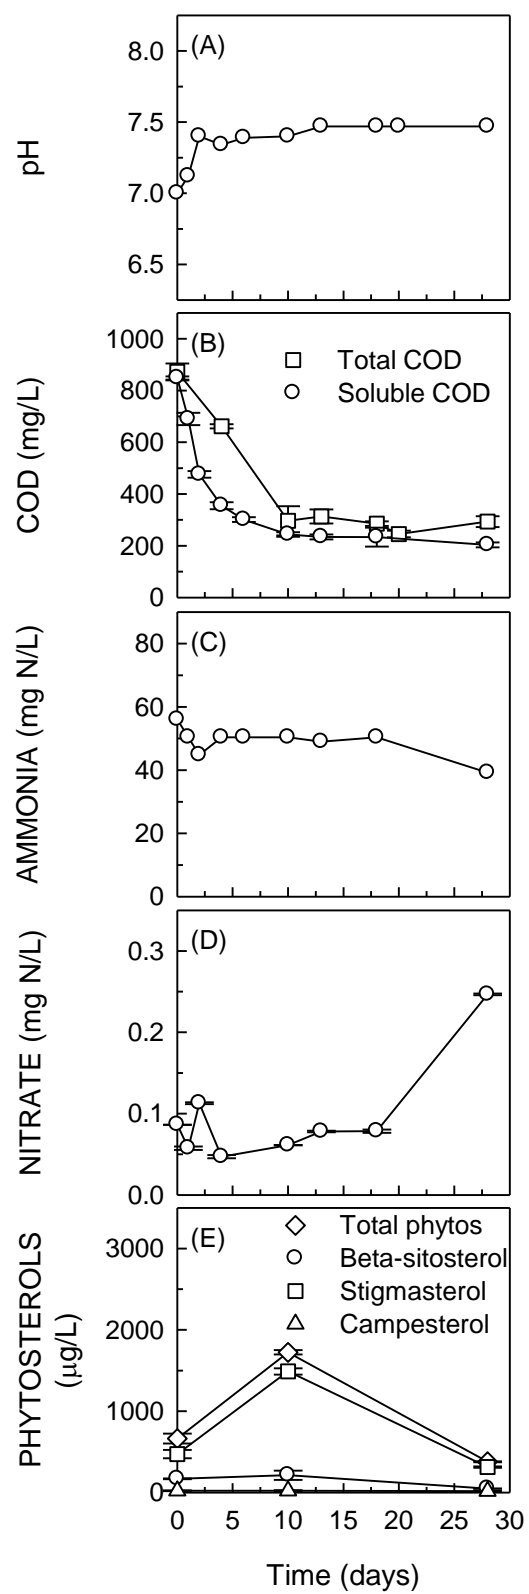 (A)
8.0
7.5
7.0
6.5
pH
(B)
1000
800
600
400
200
0
COD (mg/L)
Total COD
Soluble COD
(C)
80
60
40
20
0
AMMONIA (mg N/L)
(D)
0.3
0.2
0.1
0.0
NITRATE (mg N/L)
(E)
3000
2000
1000
0
PHYTOSTEROLS
(µg/L)
Total phytos
Beta-sitosterol
Stigmasterol
Campesterol
0 5 10 15 20 25 30
Time (days)